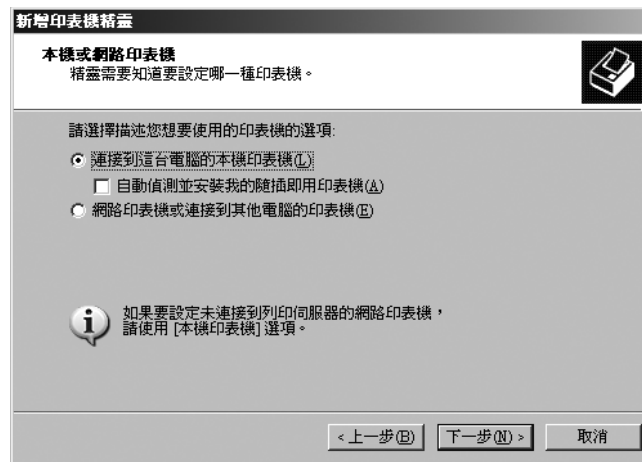 新增印表機精靈
本機或網路印表機
精靈需要知道要設定哪一種印表機。
請選擇描述您想要使用的印表機的選項:
連接到這台電腦的本機印表機(L)
自動偵測並安裝我的隨插即用印表機(A)
網路印表機或連接到其他電腦的印表機(E)
如果要設定未連接到列印伺服器的網路印表機，
請使用 [本機印表機] 選項。
<上一步(B) 下一步(N)> 取消